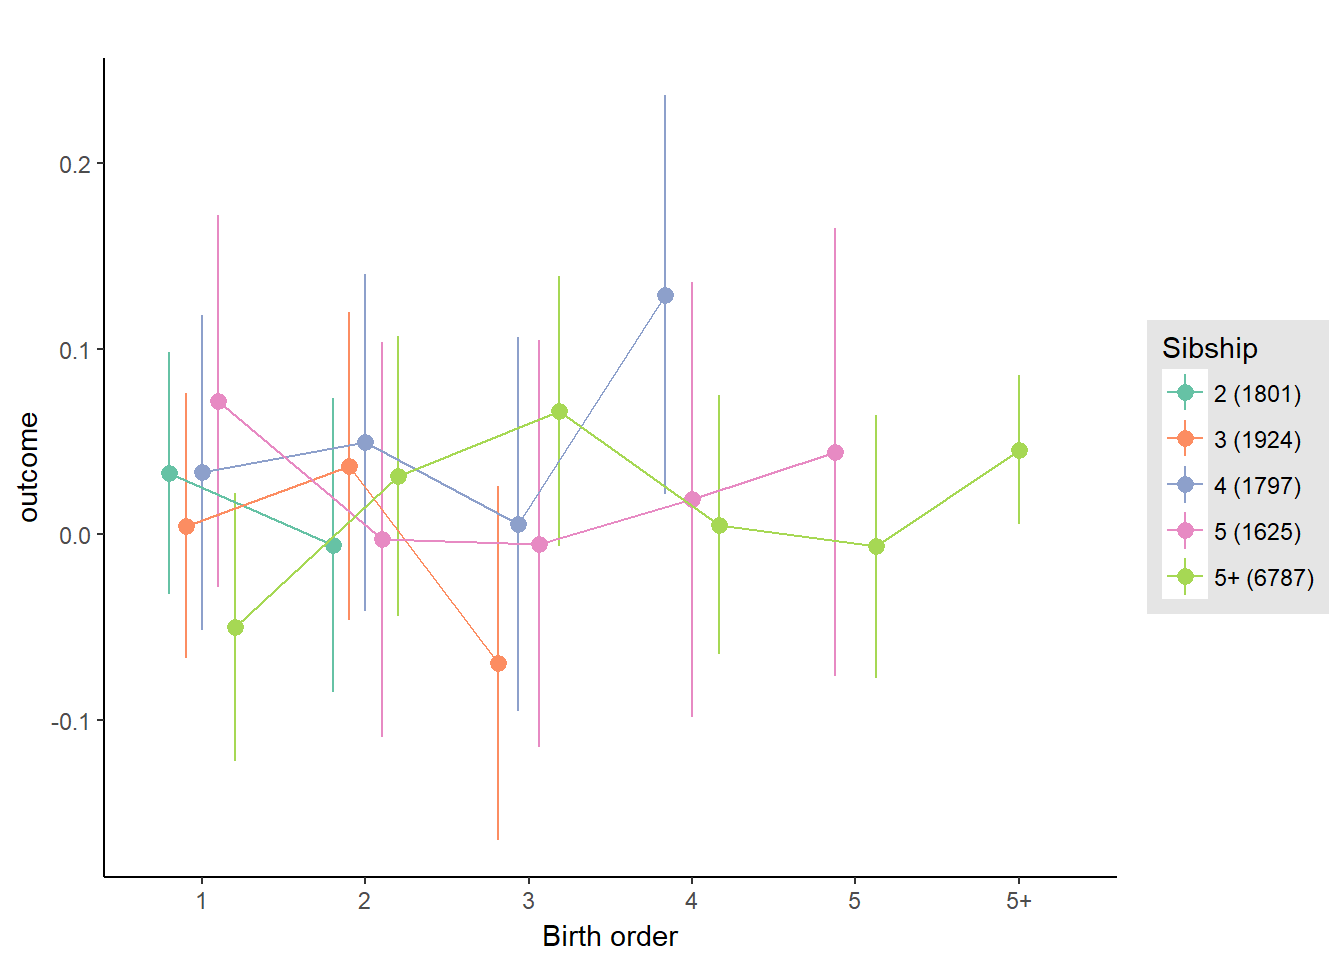 outcome
0.2
0.1
0.0
-0.1
1 2 3 4 5 5+
Birth order
Sibship
2 (1801)
3 (1924)
4 (1797)
5 (1625)
5+ (6787)